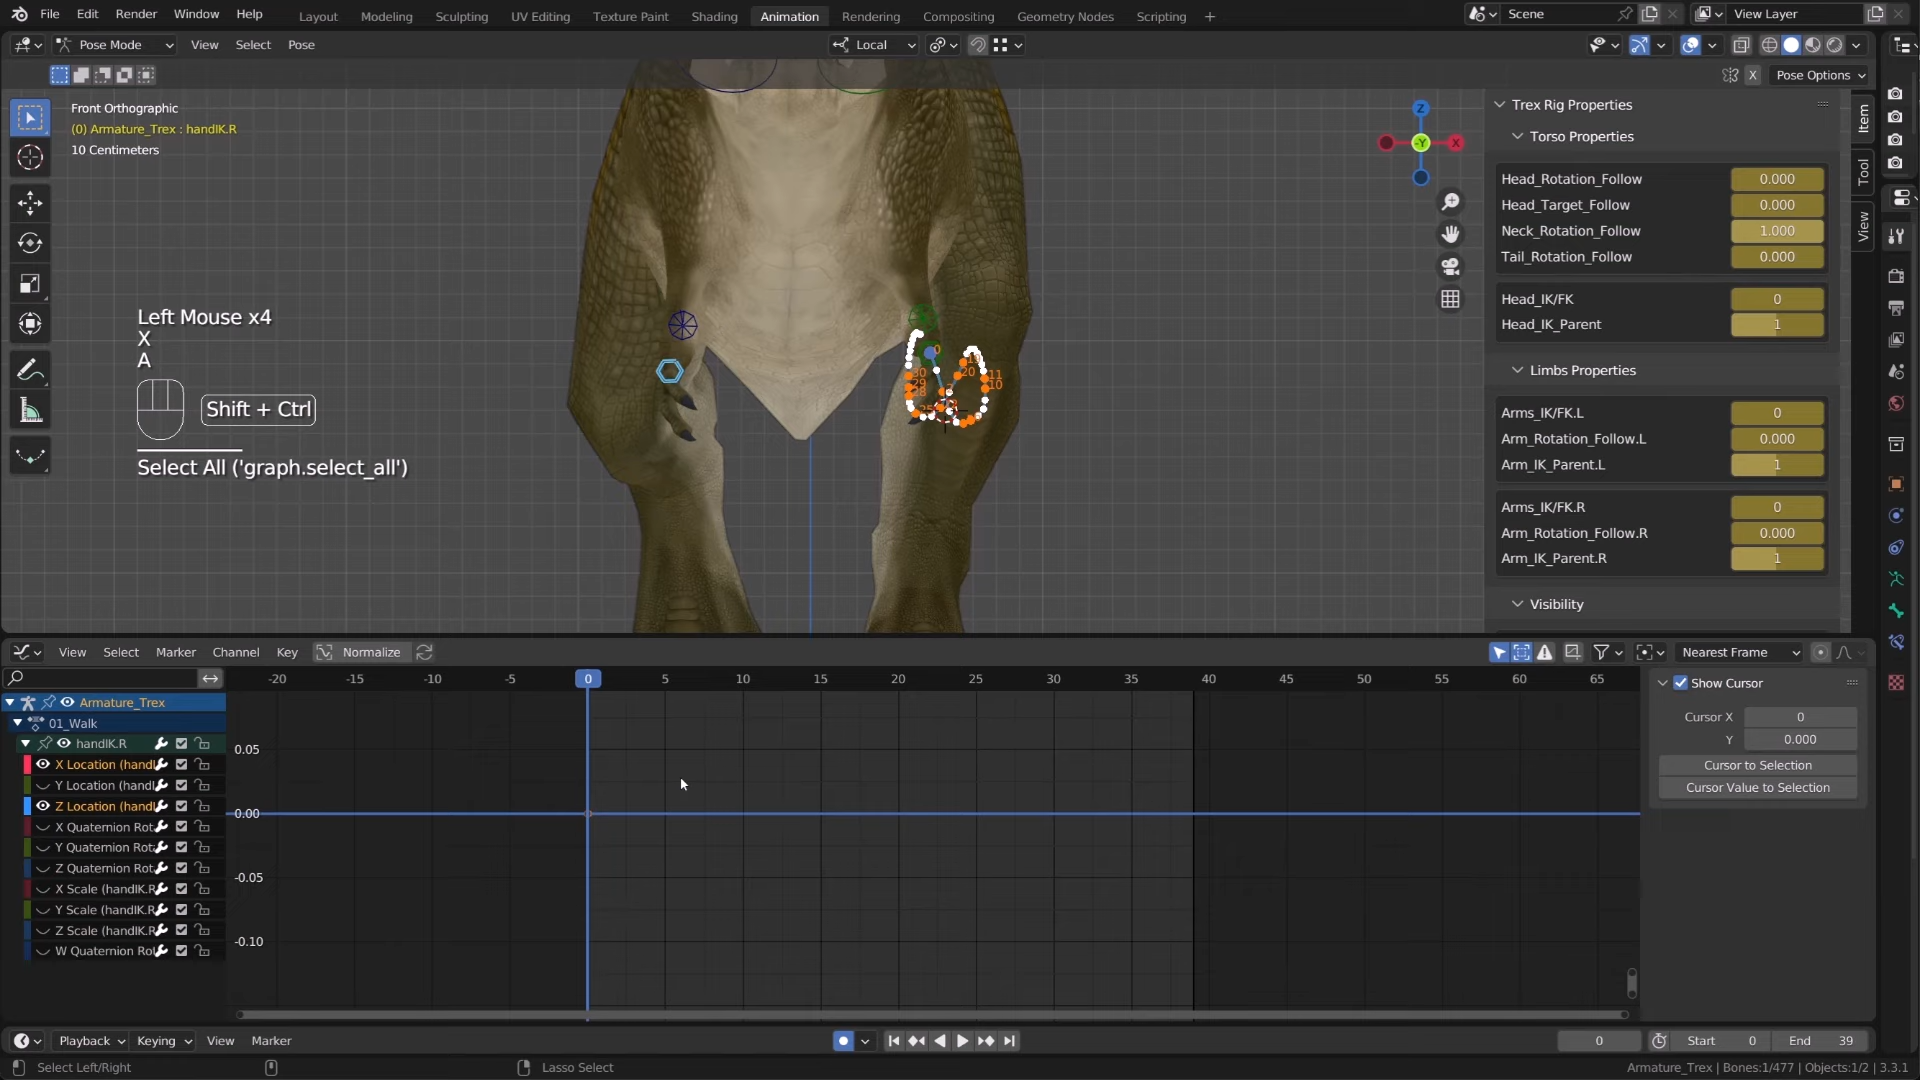 File Edit Render Window Help
Layout Modeling Sculpting UV Editing Texture Paint Shading Animation Rendering Compositing Geometry Nodes Scripting +
Scene
View Layer
Pose Mode View Select Pose
Local
X Pose Options
Front Orthographic
(0) Armature_Trex : handIK.R
10 Centimeters
Z
-Y
X
Item
Tool
View
Trex Rig Properties
Torso Properties
Head_Rotation_Follow 0.000
Head_Target_Follow 0.000
Neck_Rotation_Follow 1.000
Tail_Rotation_Follow 0.000
Head_IK/FK 0
Head_IK_Parent 1
Limbs Properties
Arms_IK/FK.L 0
Arm_Rotation_Follow.L 0.000
Arm_IK_Parent.L 1
Arms_IK/FK.R 0
Arm_Rotation_Follow.R 0.000
Arm_IK_Parent.R 1
Visibility
Left Mouse x4
X
A
Shift + Ctrl
Select All ('graph.select_all')
0
20
11
10
30
29
28
View Select Marker Channel Key Normalize
Nearest Frame
-20 -15 -10 -5 0 5 10 15 20 25 30 35 40 45 50 55 60 65
Armature_Trex
01_Walk
handIK.R
X Location (handI
Y Location (handI
Z Location (handI
X Quaternion Rot
Y Quaternion Rot
Z Quaternion Rot
X Scale (handIK.R
Y Scale (handIK.R
Z Scale (handIK.R
W Quaternion Rot
0.05
0.00
-0.05
-0.10
Show Cursor
Cursor X 0
Y 0.000
Cursor to Selection
Cursor Value to Selection
Playback Keying View Marker
0 Start 0 End 39
Select Left/Right
Lasso Select
Armature_Trex | Bones:1/477 | Objects:1/2 | 3.3.1